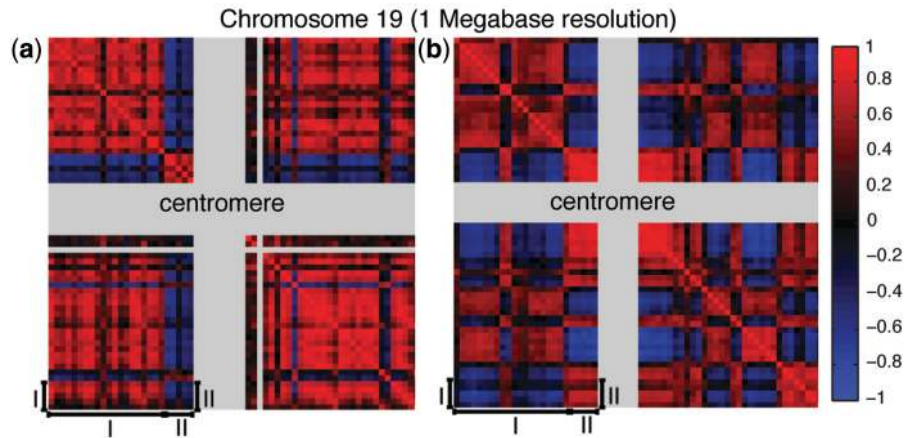 Chromosome 19 (1 Megabase resolution)
(a)
(b)
centromere
centromere
1
0.8
0.6
0.4
0.2
0
−0.2
−0.4
−0.6
−0.8
−1
I
II
I
II
I
II
I
II